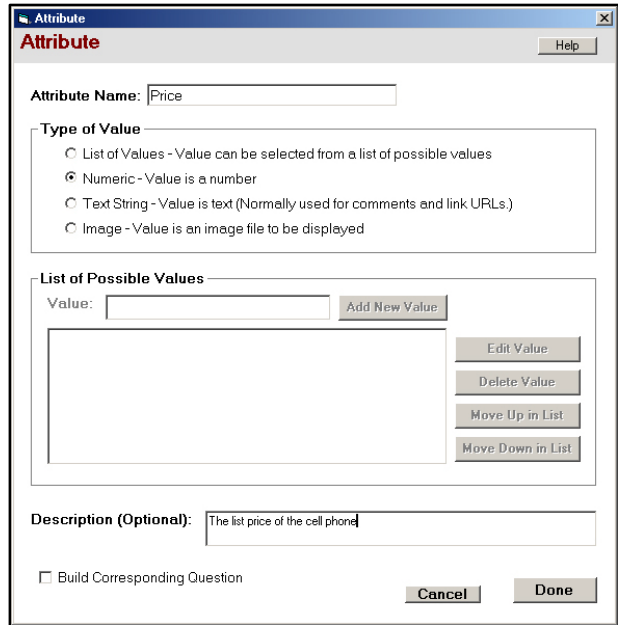 Attribute
Attribute
Help
Attribute Name: Price
Type of Value
List of Values - Value can be selected from a list of possible values
Numeric - Value is a number
Text String - Value is text (Normally used for comments and link URLs.)
Image - Value is an image file to be displayed
List of Possible Values
Value:
Add New Value
Edit Value
Delete Value
Move Up in List
Move Down in List
Description (Optional): The list price of the cell phone
Build Corresponding Question
Cancel
Done